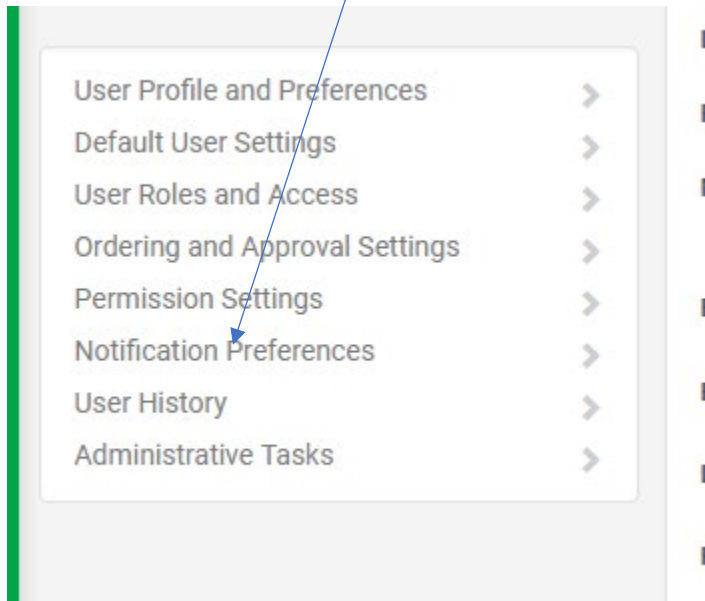 User Profile and Preferences
Default User Settings
User Roles and Access
Ordering and Approval Settings
Permission Settings
Notification Preferences
User History
Administrative Tasks